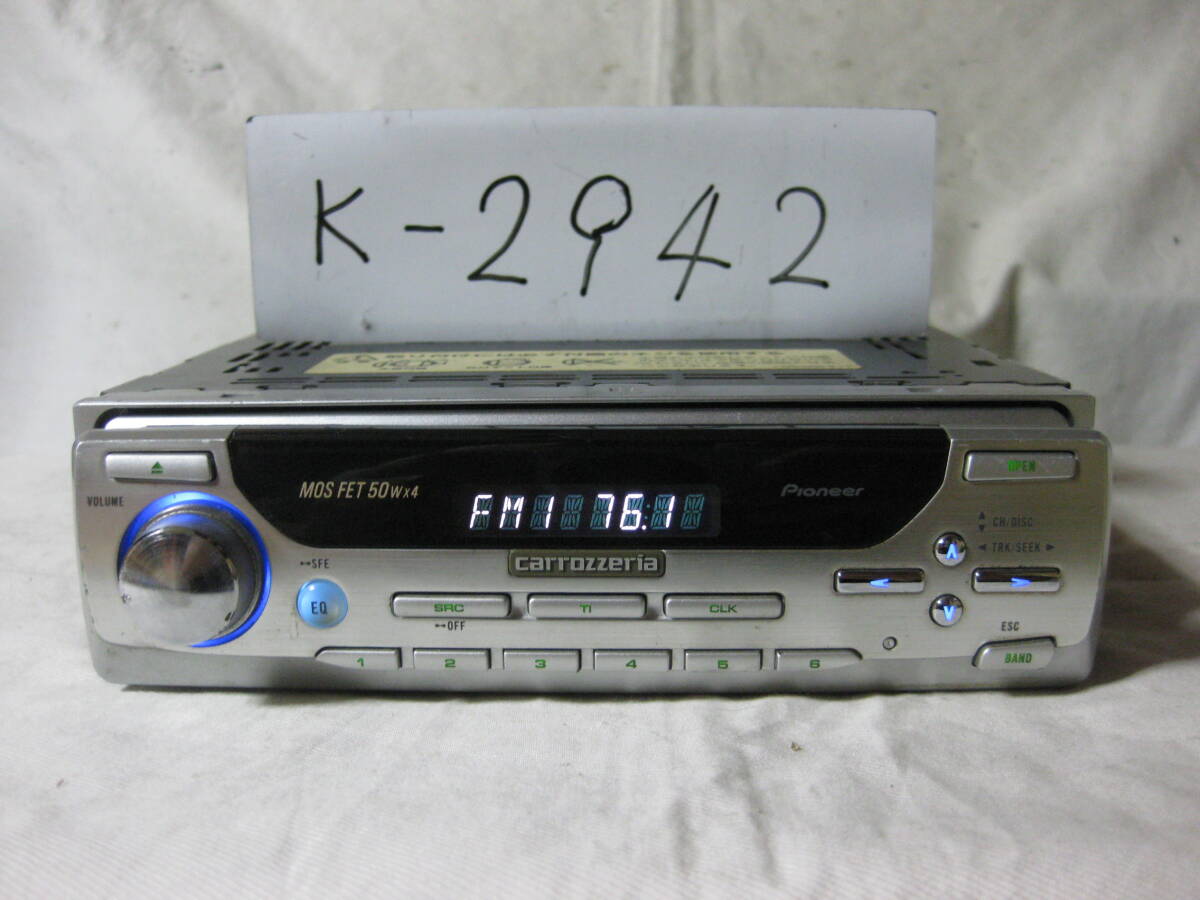 K-2942
OPEN
VOLUME
MOS FET 50W×4
FM1 76.1
Pioneer
CH/DISC
TRK/SEEK
SFE
carrozzeria
EQ
SRC
TI
CLK
OFF
ESC
1 2 3 4 5 6
BAND